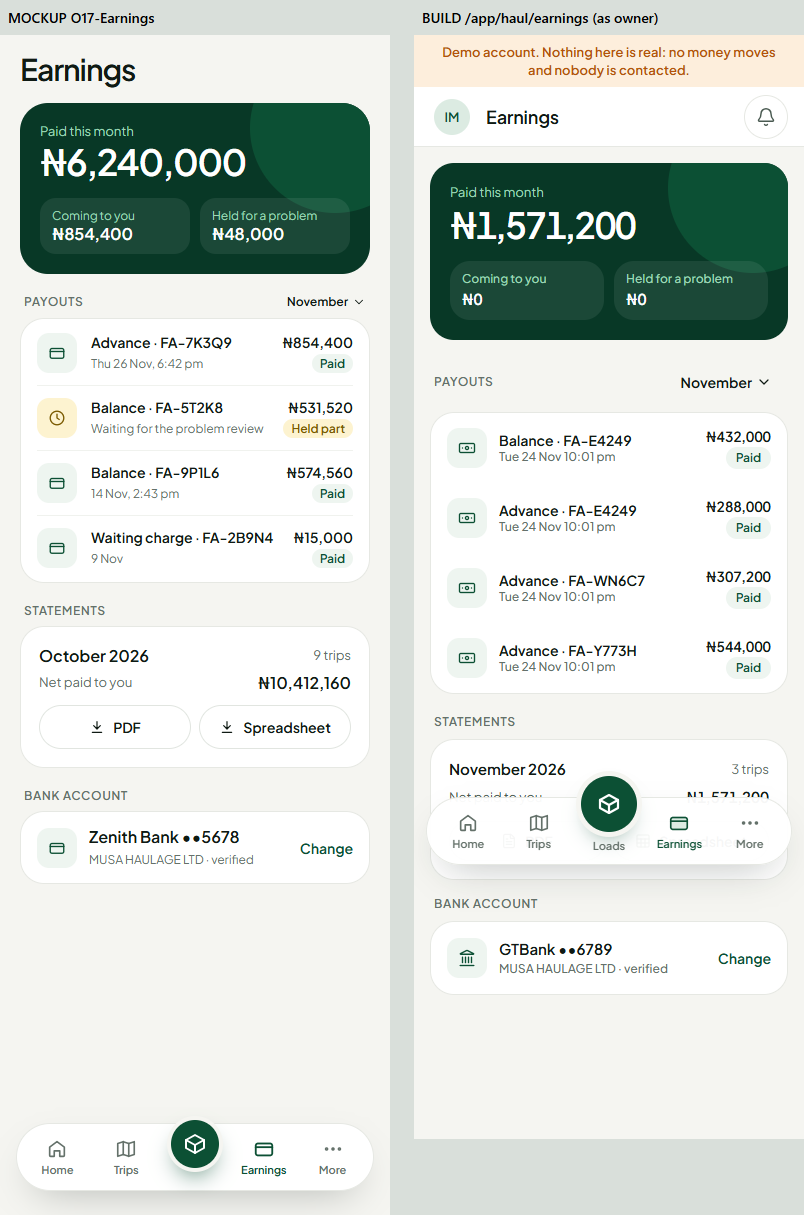 MOCKUP O17-Earnings
Earnings
Paid this month
₦6,240,000
Coming to you
₦854,400
Held for a problem
₦48,000
PAYOUTS
November
Advance · FA-7K3Q9
₦854,400
Thu 26 Nov, 6:42 pm
Paid
Balance · FA-5T2K8
₦531,520
Waiting for the problem review
Held part
Balance · FA-9P1L6
₦574,560
14 Nov, 2:43 pm
Paid
Waiting charge · FA-2B9N4
₦15,000
9 Nov
Paid
STATEMENTS
October 2026
9 trips
Net paid to you
₦10,412,160
PDF
Spreadsheet
BANK ACCOUNT
Zenith Bank ••5678
MUSA HAULAGE LTD · verified
Change
Home
Trips
Earnings
More
BUILD /app/haul/earnings (as owner)
Demo account. Nothing here is real: no money moves
and nobody is contacted.
IM
Earnings
Paid this month
₦1,571,200
Coming to you
₦0
Held for a problem
₦0
PAYOUTS
November
Balance · FA-E4249
₦432,000
Tue 24 Nov 10:01 pm
Paid
Advance · FA-E4249
₦288,000
Tue 24 Nov 10:01 pm
Paid
Advance · FA-WN6C7
₦307,200
Tue 24 Nov 10:01 pm
Paid
Advance · FA-Y773H
₦544,000
Tue 24 Nov 10:01 pm
Paid
STATEMENTS
November 2026
3 trips
Net paid to you
₦1,571,200
Home
Trips
Loads
Earnings
More
BANK ACCOUNT
GTBank ••6789
MUSA HAULAGE LTD · verified
Change